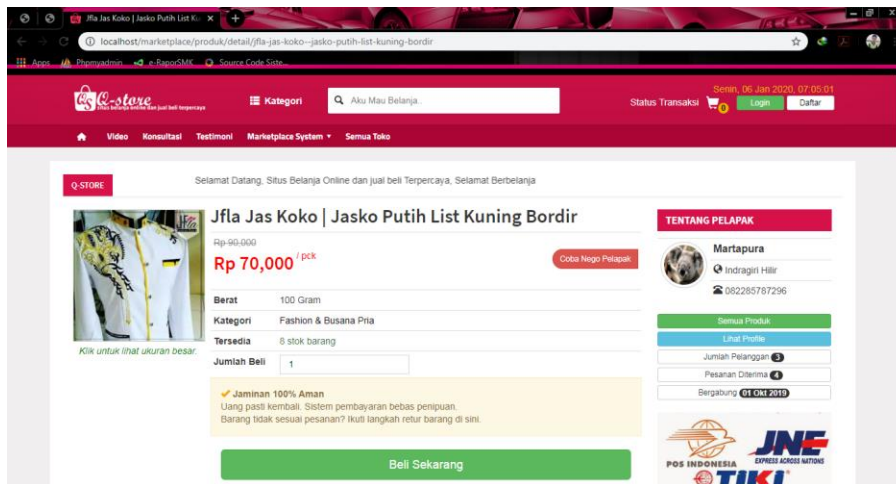 Jfla Jas Koko | Jasko Putih List Ku
localhost/marketplace/produk/detail/jfla-jas-koko--jasko-putih-list-kuning-bordir
Apps Phpmyadmin e-RaporSMK Source Code Siste...
Senin, 06 Jan 2020, 07:05:01
Q-store
Kategori
Aku Mau Belanja..
Status Transaksi 0 Login Daftar
Video Konsultasi Testimoni Marketplace System Semua Toko
Q-STORE
Selamat Datang, Situs Belanja Online dan jual beli Terpercaya, Selamat Berbelanja
Jfla Jas Koko | Jasko Putih List Kuning Bordir
Rp 90,000
Rp 70,000 / pck
Coba Nego Pelapak
Berat 100 Gram
Kategori Fashion & Busana Pria
Tersedia 8 stok barang
Jumlah Beli 1
Klik untuk lihat ukuran besar.
Jaminan 100% Aman
Uang pasti kembali. Sistem pembayaran bebas penipuan.
Barang tidak sesuai pesanan? Ikuti langkah retur barang di sini.
Beli Sekarang
TENTANG PELAPAK
Martapura
Indragiri Hilir
082285787296
Semua Produk
Lihat Profile
Jumlah Pelanggan 3
Pesanan Diterima 4
Bergabung 01 Okt 2019
POS INDONESIA
JNE
EXPRESS ACROSS NATIONS
TIKI